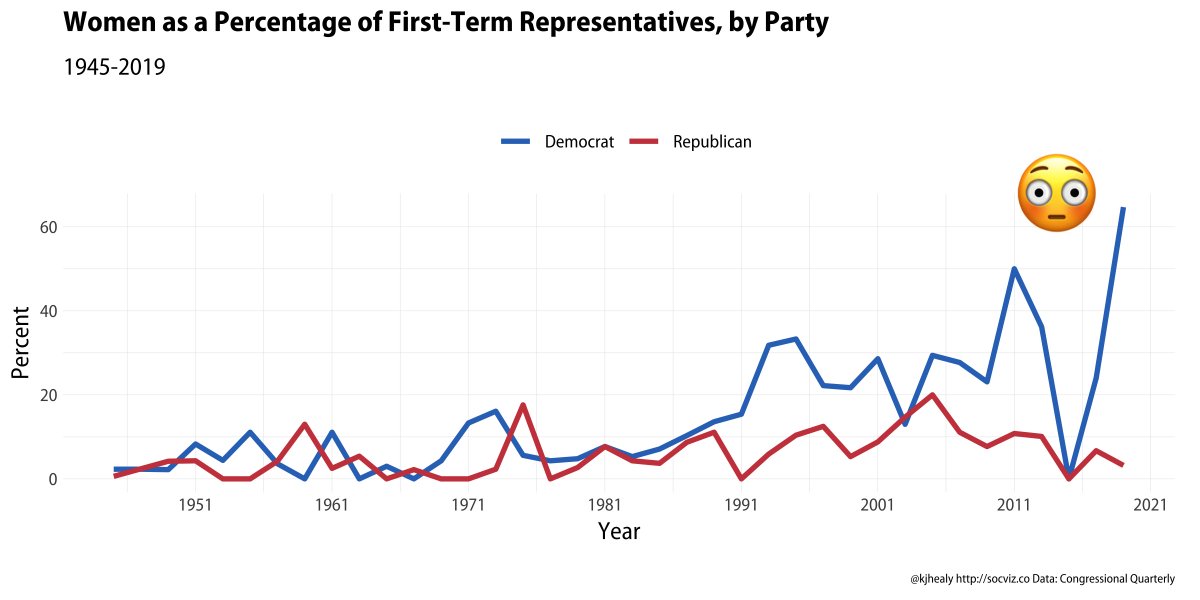 Women as a Percentage of First-Term Representatives, by Party
1945-2019
Democrat Republican
60
40
20
0
Percent
1951 1961 1971 1981 1991 2001 2011 2021
Year
@kjhealy http://socviz.co Data: Congressional Quarterly